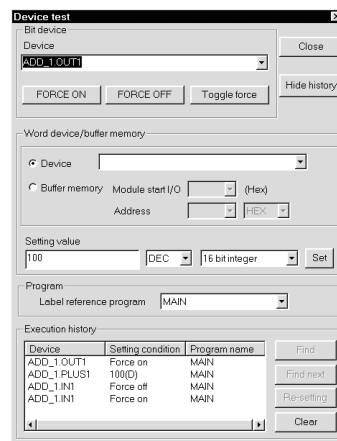 Device test
Bit device
Device
Close
ADD_1.OUT1
FORCE ON FORCE OFF Toggle force
Hide history
Word device/buffer memory
Device
Buffer memory Module start I/O (Hex)
Address HEX
Setting value
100 DEC 16 bit integer Set
Program
Label reference program MAIN
Execution history
Device Setting condition Program name
ADD_1.OUT1 Force on MAIN
ADD_1.PLUS1 100(D) MAIN
ADD_1.IN1 Force off MAIN
ADD_1.IN1 Force on MAIN
Find
Find next
Re-setting
Clear